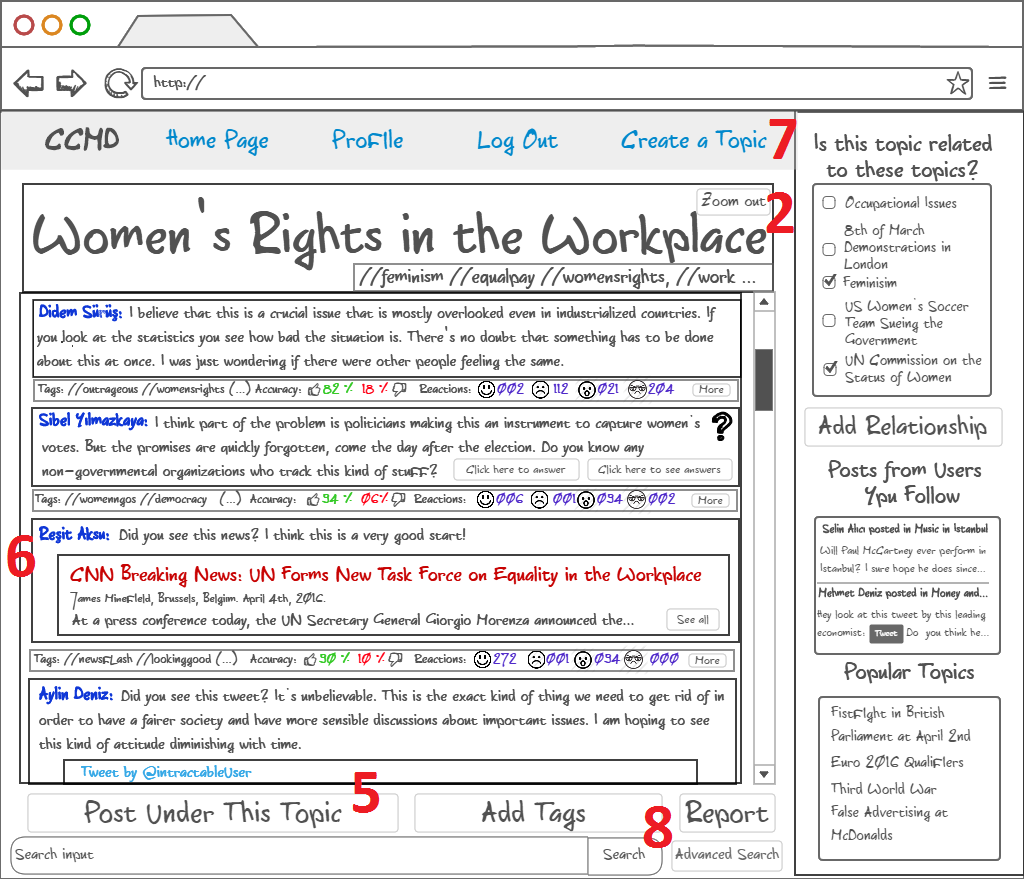 http://
CCMD Home Page ProFIle Log Out Create a Topic 7
Zoom out 2
Women's Rights in the Workplace
//feminism //equalpay //womensrights, //work ...
Didem Sürüş: I believe that this is a crucial issue that is mostly overlooked even in industrialized countries. If
you look at the statistics you see how bad the situation is. There's no doubt that something has to be done
about this at once. I was just wondering if there were other people feeling the same.
Tags: //outrageous //womensrights (...) Accuracy: 82 % 18 % Reactions: 002 112 021 204 More
Sibel Yılmazkaya: I think part of the problem is politicians making this an instrument to capture women's ?
votes. But the promises are quickly forgotten, come the day after the election. Do you know any
non-governmental organizations who track this kind of stuff? Click here to answer Click here to see answers
Tags: //womenngos //democracy (...) Accuracy: 94 % 06% Reactions: 006 001 094 002 More
6
Reşit Aksu: Did you see this news? I think this is a very good start!
CNN Breaking News: UN Forms New Task Force on Equality in the Workplace
James Minefield, Brussels, Belgim. April 4th, 2016.
At a press conference today, the UN Secretary General Giorgio Morenza announced the... See all
Tags: //newsflash //lookinggood (...) Accuracy: 90 % 10 % Reactions: 272 001 094 000 More
Aylin Deniz: Did you see this tweet? It's unbelievable. This is the exact kind of thing we need to get rid of in
order to have a fairer society and have more sensible discussions about important issues. I am hoping to see
this kind of attitude diminishing with time.
Tweet by @intractableUser
5
Post Under This Topic Add Tags Report
8
Search input Search Advanced Search
Is this topic related
to these topics?
Occupational Issues
8th of March
Demonstrations in
London
Feminisim
US Women's Soccer
Team Sueing the
Government
UN Commission on the
Status of Women
Add Relationship
Posts from Users
Ypu Follow
Selin Alıcı posted in Music in Istanbul
Will Paul McCartney ever perform in
Istanbul? I sure hope he does since...
Mehmet Deniz posted in Money and...
Hey look at this tweet by this leading
economist: Tweet Do you think he...
Popular Topics
Fistfight in British
Parliament at April 2nd
Euro 2016 Qualifiers
Third World War
False Advertising at
McDonalds